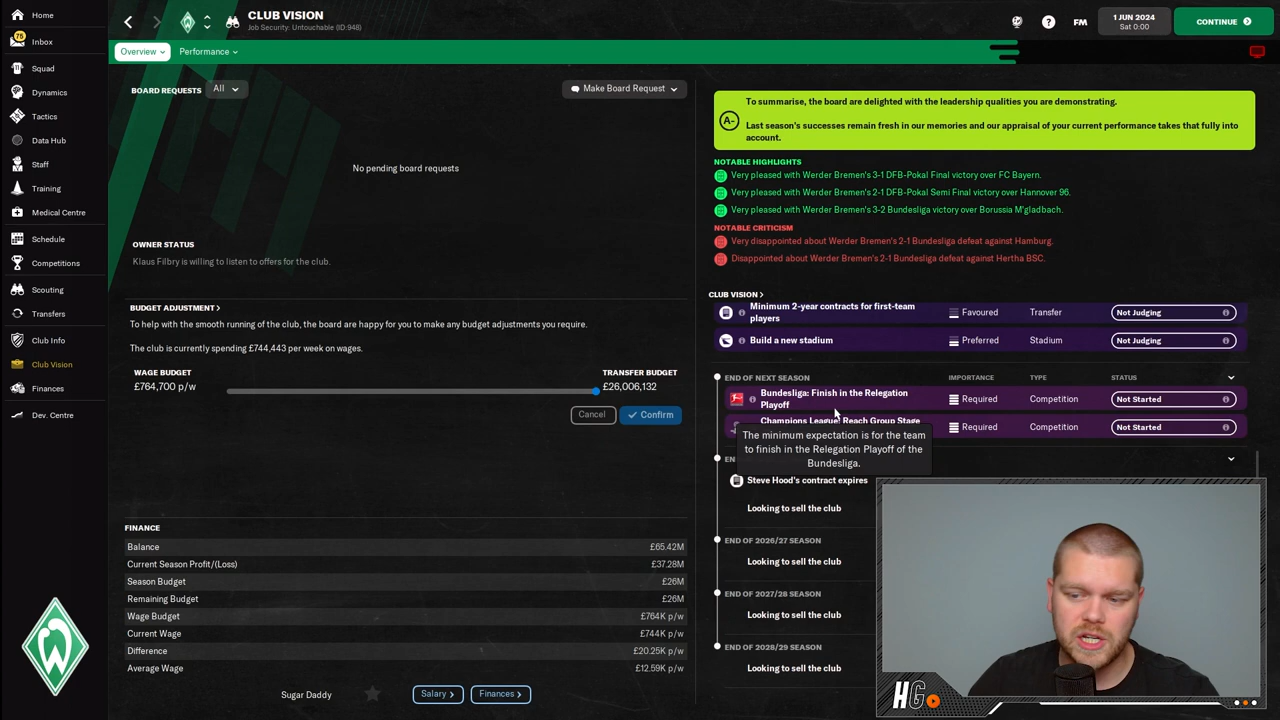 Home
75
Inbox
Squad
Dynamics
Tactics
Data Hub
Staff
Training
Medical Centre
Schedule
Competitions
Scouting
Transfers
Club Info
Club Vision
Finances
Dev. Centre
CLUB VISION
Job Security: Untouchable (ID:948)
?
FM
1 JUN 2024
Sat 0:00
CONTINUE
Overview
Performance
BOARD REQUESTS
All
Make Board Request
No pending board requests
OWNER STATUS
Klaus Filbry is willing to listen to offers for the club.
BUDGET ADJUSTMENT >
To help with the smooth running of the club, the board are happy for you to make any budget adjustments you require.
The club is currently spending £744,443 per week on wages.
WAGE BUDGET
£764,700 p/w
TRANSFER BUDGET
£26,006,132
Cancel
Confirm
FINANCE
Balance £65.42M
Current Season Profit/(Loss) £37.28M
Season Budget £26M
Remaining Budget £26M
Wage Budget £764K p/w
Current Wage £744K p/w
Difference £20.25K p/w
Average Wage £12.59K p/w
Sugar Daddy
Salary >
Finances >
A-
To summarise, the board are delighted with the leadership qualities you are demonstrating.
Last season's successes remain fresh in our memories and our appraisal of your current performance takes that fully into
account.
NOTABLE HIGHLIGHTS
Very pleased with Werder Bremen's 3-1 DFB-Pokal Final victory over FC Bayern.
Very pleased with Werder Bremen's 2-1 DFB-Pokal Semi Final victory over Hannover 96.
Very pleased with Werder Bremen's 3-2 Bundesliga victory over Borussia M'gladbach.
NOTABLE CRITICISM
Very disappointed about Werder Bremen's 2-1 Bundesliga defeat against Hamburg.
Disappointed about Werder Bremen's 2-1 Bundesliga defeat against Hertha BSC.
CLUB VISION >
Minimum 2-year contracts for first-team
players
Favoured Transfer Not Judging
Build a new stadium Preferred Stadium Not Judging
END OF NEXT SEASON IMPORTANCE TYPE STATUS
Bundesliga: Finish in the Relegation
Playoff
Required Competition Not Started
Champions League: Reach Group Stage
Required Competition Not Started
The minimum expectation is for the team
to finish in the Relegation Playoff of the
Bundesliga.
EN
Steve Hood's contract expires
Looking to sell the club
END OF 2026/27 SEASON
Looking to sell the club
END OF 2027/28 SEASON
Looking to sell the club
END OF 2028/29 SEASON
Looking to sell the club
HG